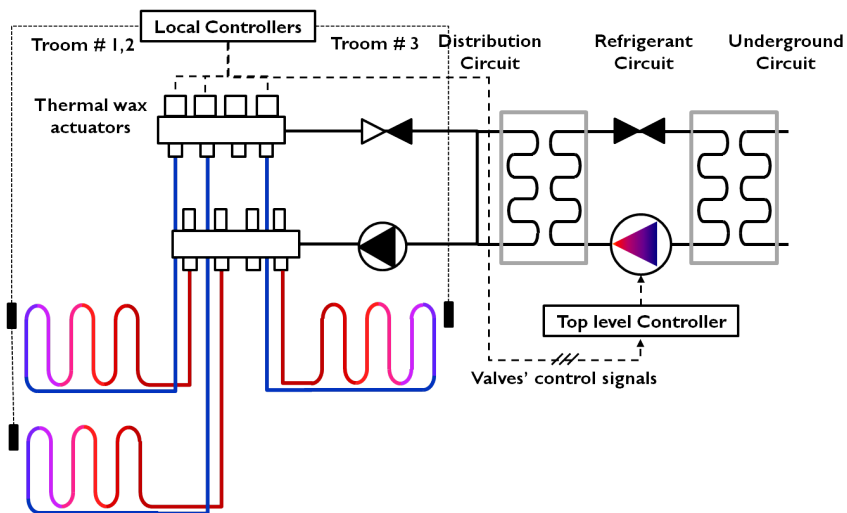 Local Controllers
Troom # 1,2
Troom # 3
Distribution
Circuit
Refrigerant
Circuit
Underground
Circuit
Thermal wax
actuators
Top level Controller
Valves' control signals